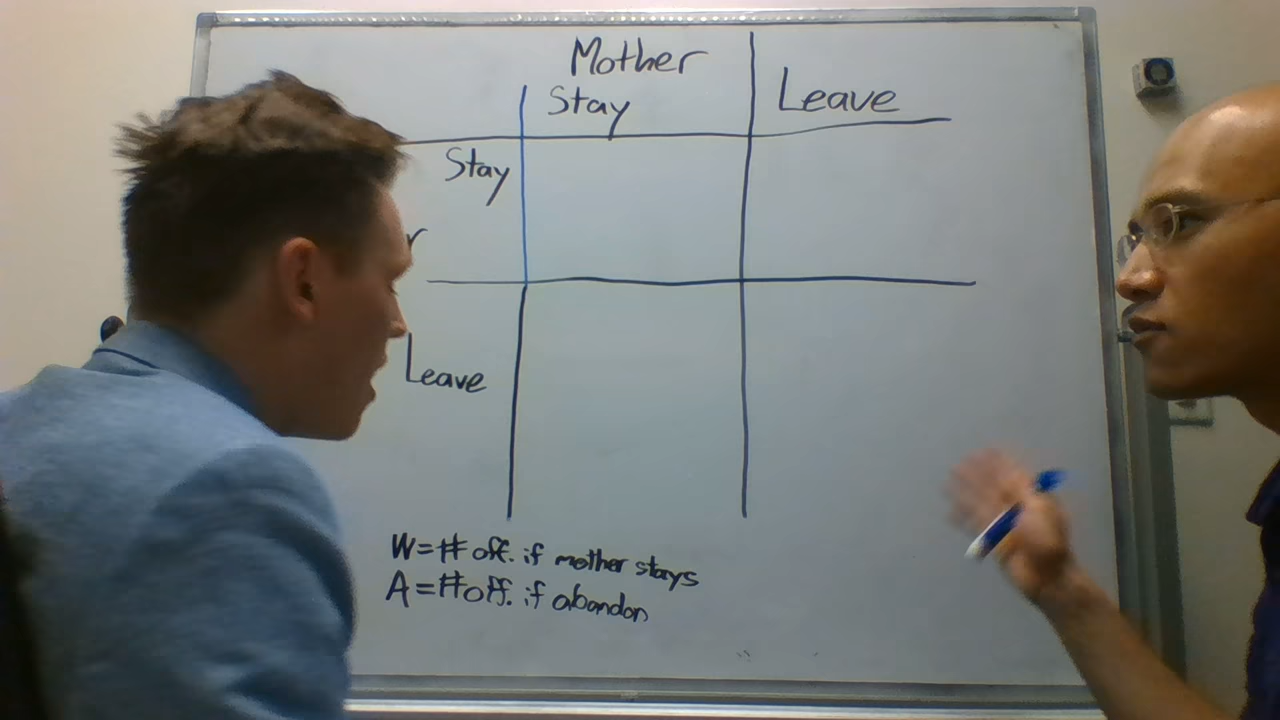 Mother
Stay
Leave
Stay
r
Leave
W=# off. if mother stays
A=#off. if abandon